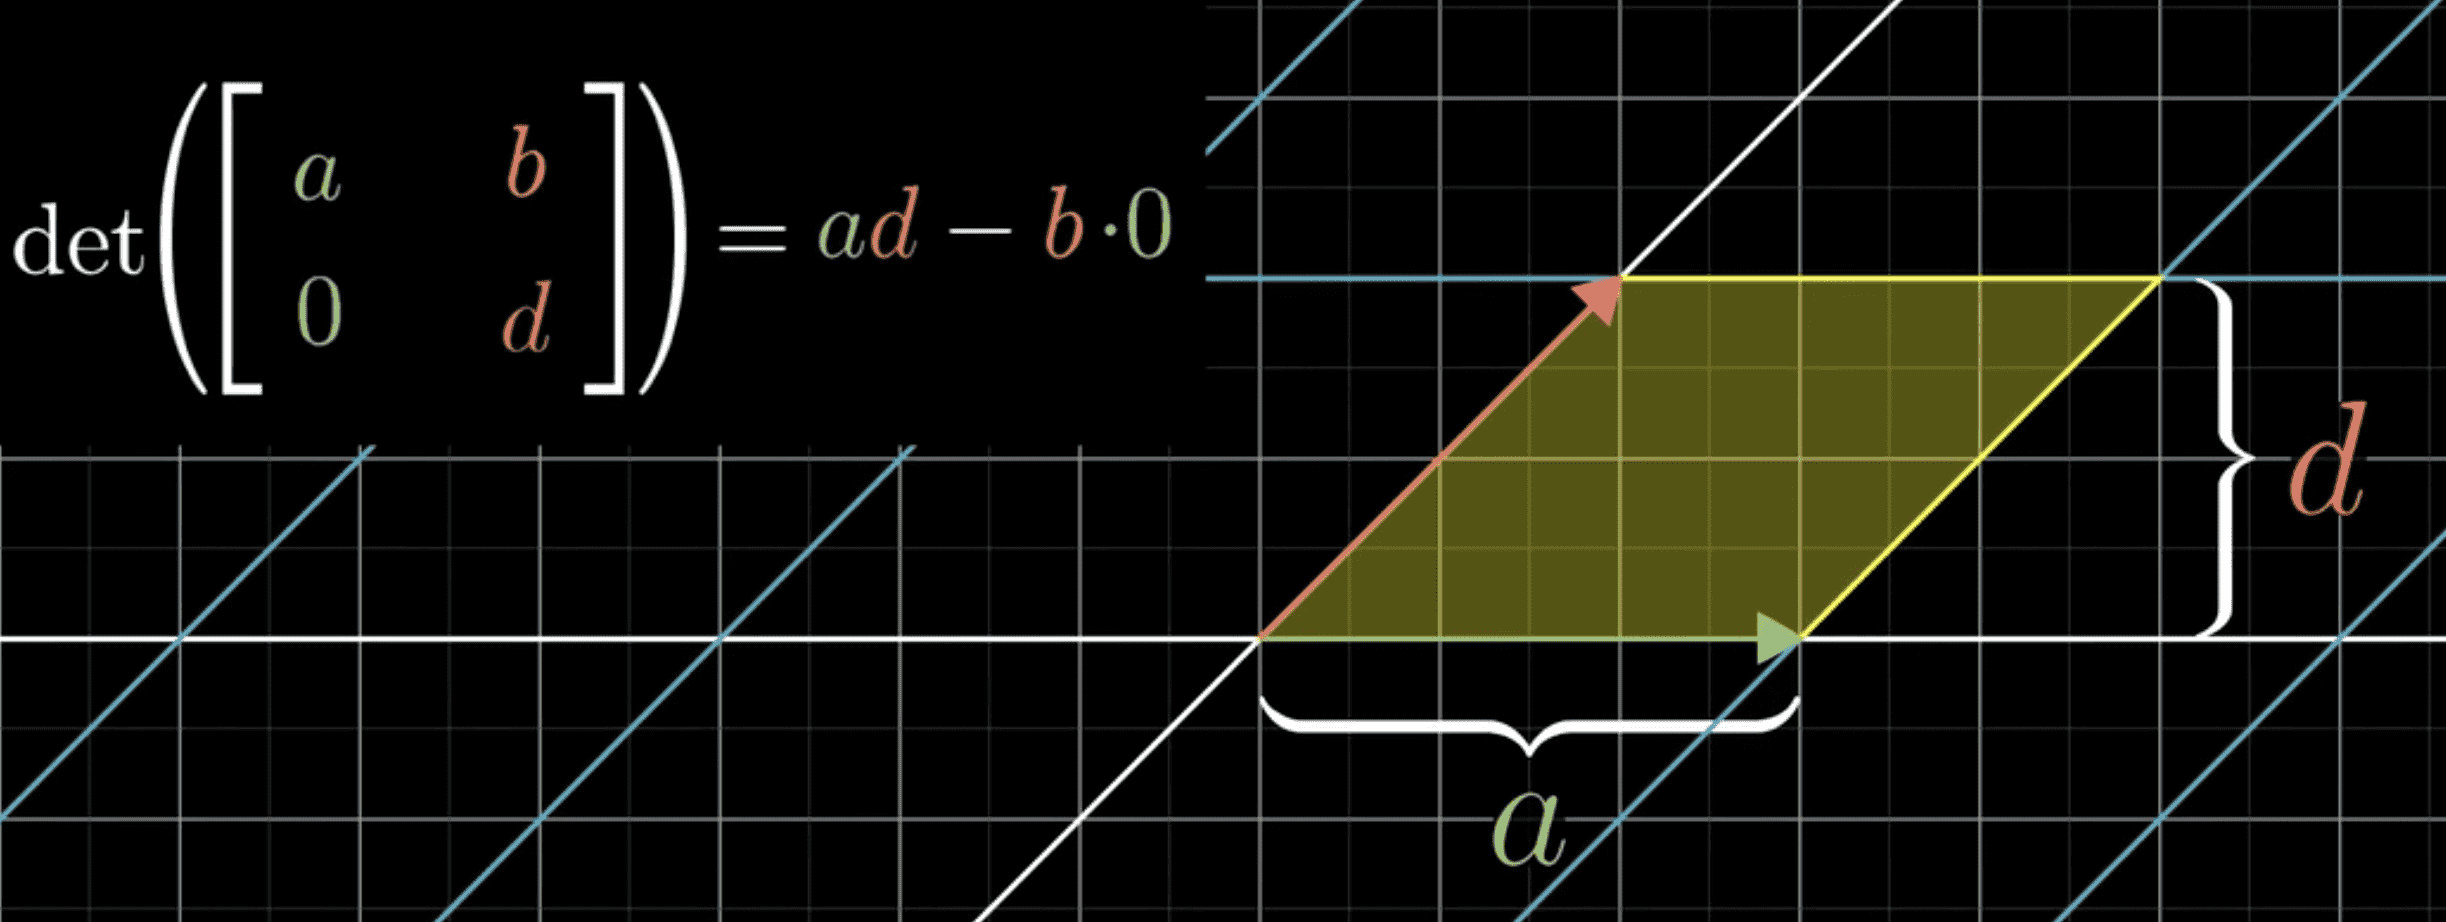 det([a b
0 d]) = ad − b·0
d
a